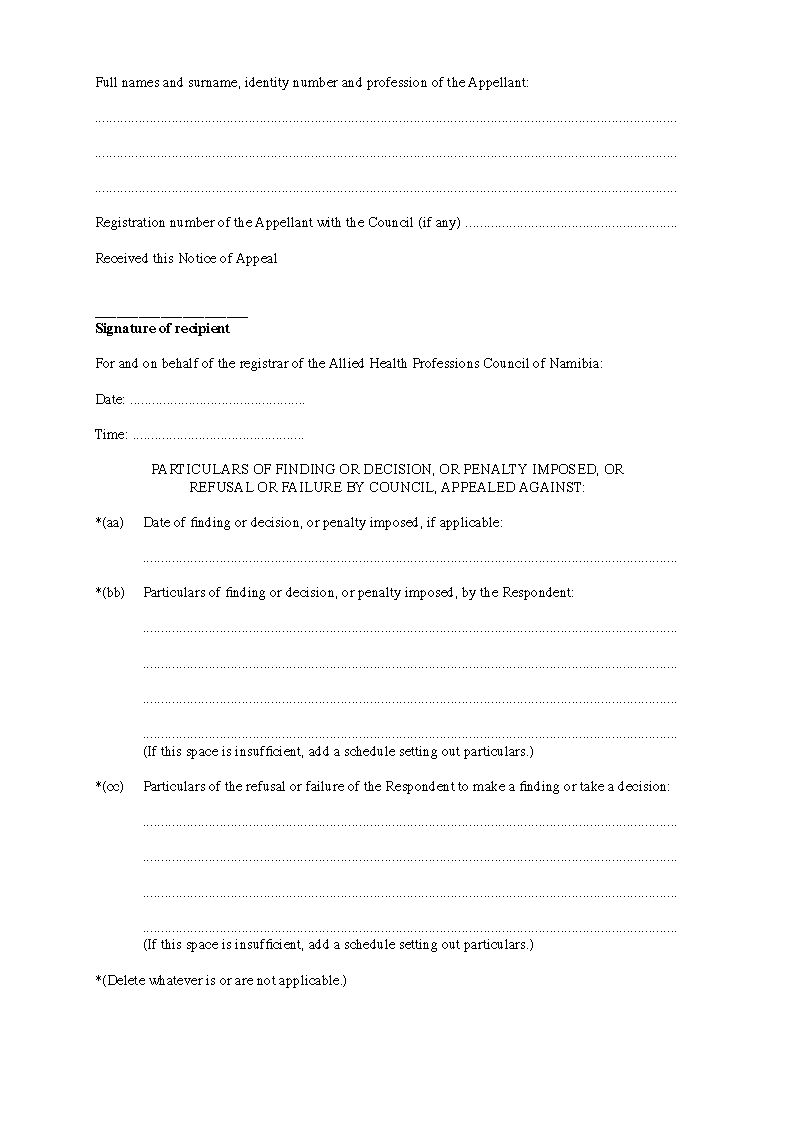 Full names and surname, identity number and profession of the Appellant:
................................................................................................................................................................
................................................................................................................................................................
................................................................................................................................................................
Registration number of the Appellant with the Council (if any) ..........................................................
Received this Notice of Appeal
______________________
Signature of recipient
For and on behalf of the registrar of the Allied Health Professions Council of Namibia:
Date: ................................................
Time: ...............................................
PARTICULARS OF FINDING OR DECISION, OR PENALTY IMPOSED, OR
REFUSAL OR FAILURE BY COUNCIL, APPEALED AGAINST:
*(aa) Date of finding or decision, or penalty imposed, if applicable:
..................................................................................................................................................
*(bb) Particulars of finding or decision, or penalty imposed, by the Respondent:
..................................................................................................................................................
..................................................................................................................................................
..................................................................................................................................................
..................................................................................................................................................
(If this space is insufficient, add a schedule setting out particulars.)
*(cc) Particulars of the refusal or failure of the Respondent to make a finding or take a decision:
..................................................................................................................................................
..................................................................................................................................................
..................................................................................................................................................
..................................................................................................................................................
(If this space is insufficient, add a schedule setting out particulars.)
*(Delete whatever is or are not applicable.)